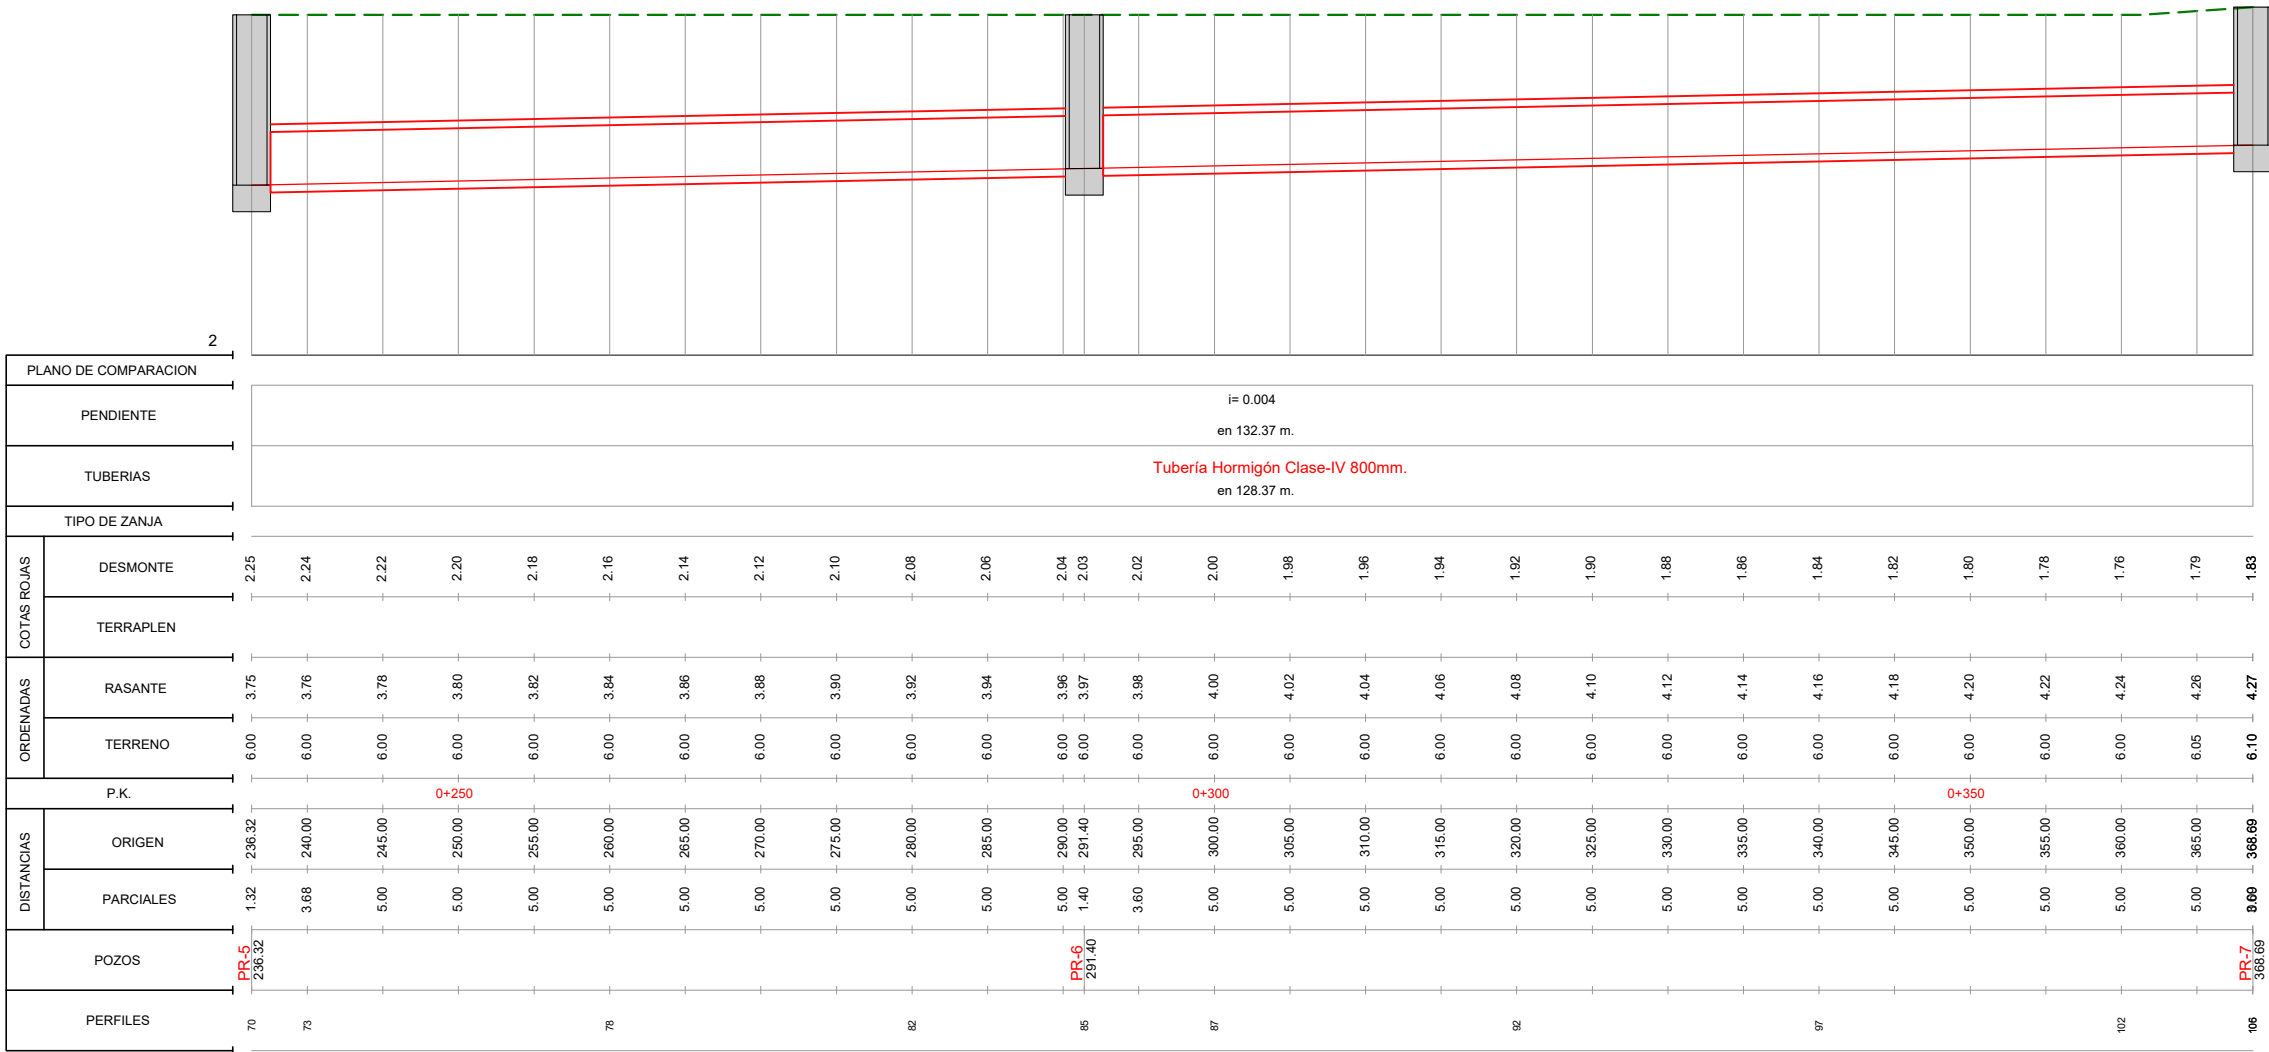 2
PLANO DE COMPARACION
PENDIENTE
i= 0.004
en 132.37 m.
TUBERIAS
Tubería Hormigón Clase-IV 800mm.
en 128.37 m.
TIPO DE ZANJA
COTAS ROJAS
DESMONTE
2.25 2.24 2.22 2.20 2.18 2.16 2.14 2.12 2.10 2.08 2.06 2.04 2.03 2.02 2.00 1.98 1.96 1.94 1.92 1.90 1.88 1.86 1.84 1.82 1.80 1.78 1.76 1.79 1.83
TERRAPLEN
ORDENADAS
RASANTE
3.75 3.76 3.78 3.80 3.82 3.84 3.86 3.88 3.90 3.92 3.94 3.96 3.97 3.98 4.00 4.02 4.04 4.06 4.08 4.10 4.12 4.14 4.16 4.18 4.20 4.22 4.24 4.26 4.27
TERRENO
6.00 6.00 6.00 6.00 6.00 6.00 6.00 6.00 6.00 6.00 6.00 6.00 6.00 6.00 6.00 6.00 6.00 6.00 6.00 6.00 6.00 6.00 6.00 6.00 6.00 6.00 6.00 6.05 6.10
P.K.
0+250 0+300 0+350
DISTANCIAS
ORIGEN
236.32 240.00 245.00 250.00 255.00 260.00 265.00 270.00 275.00 280.00 285.00 290.00 291.40 295.00 300.00 305.00 310.00 315.00 320.00 325.00 330.00 335.00 340.00 345.00 350.00 355.00 360.00 365.00 368.69
PARCIALES
1.32 3.68 5.00 5.00 5.00 5.00 5.00 5.00 5.00 5.00 5.00 5.00 1.40 3.60 5.00 5.00 5.00 5.00 5.00 5.00 5.00 5.00 5.00 5.00 5.00 5.00 5.00 5.00
POZOS
PR-5
236.32
PR-6
291.40
PR-7
368.69
PERFILES
70 73 78 82 85 87 92 97 102 106